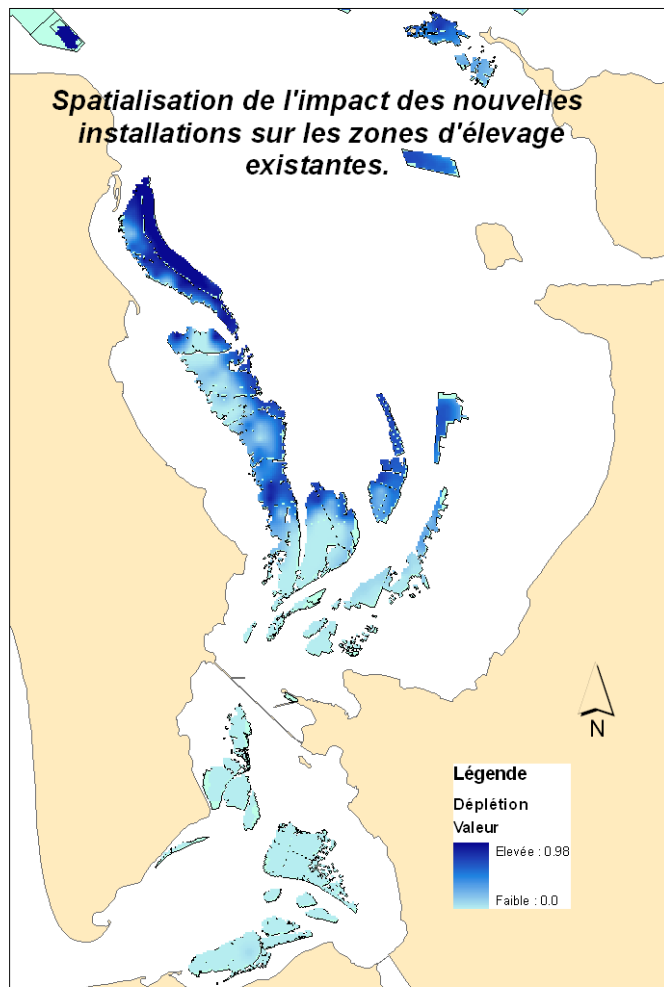 Spatialisation de l'impact des nouvelles
installations sur les zones d'élevage
existantes.
N
Légende
Déplétion
Valeur
Elevée : 0.98
Faible : 0.0